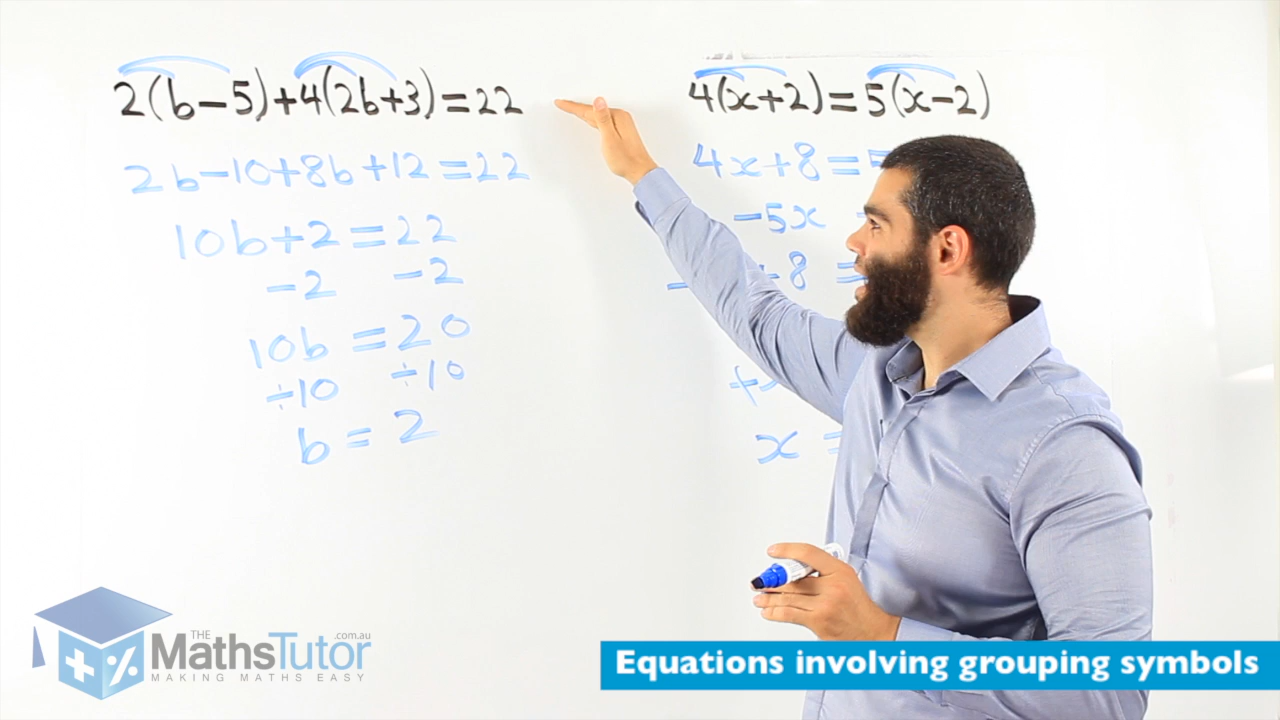 2(b-5)+4(2b+3)=22
2b-10+8b+12=22
10b+2=22
-2 -2
10b=20
÷10 ÷10
b=2
4(x+2)=5(x-2)
4x+8=
-5x
+8=
x=
THE
MathsTutor.com.au
MAKING MATHS EASY
Equations involving grouping symbols